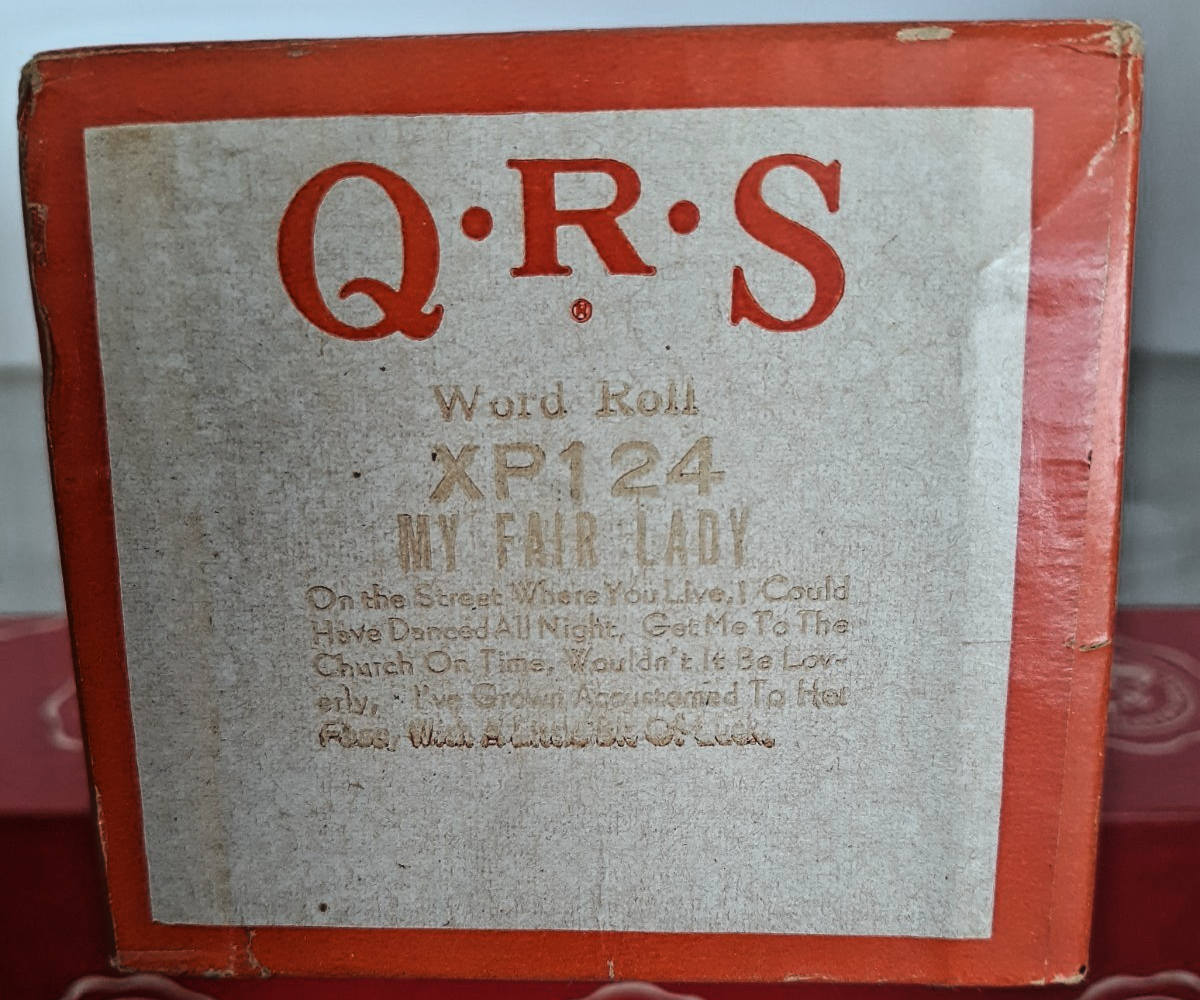 Q·R·S
®
Word Roll
XP124
MY FAIR LADY
On the Street Where You Live, I Could
Have Danced All Night, Get Me To The
Church On Time, Wouldn't It Be Lov-
erly, I've Grown Accustomed To Her
Face, With A Little Bit Of Luck.